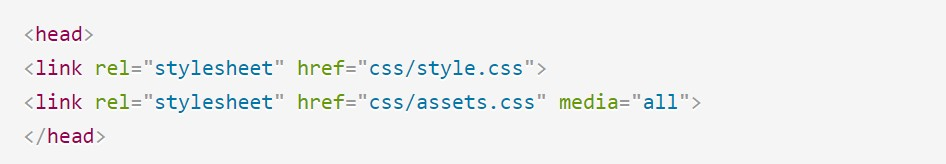 <head>
<link rel="stylesheet" href="css/style.css">
<link rel="stylesheet" href="css/assets.css" media="all">
</head>